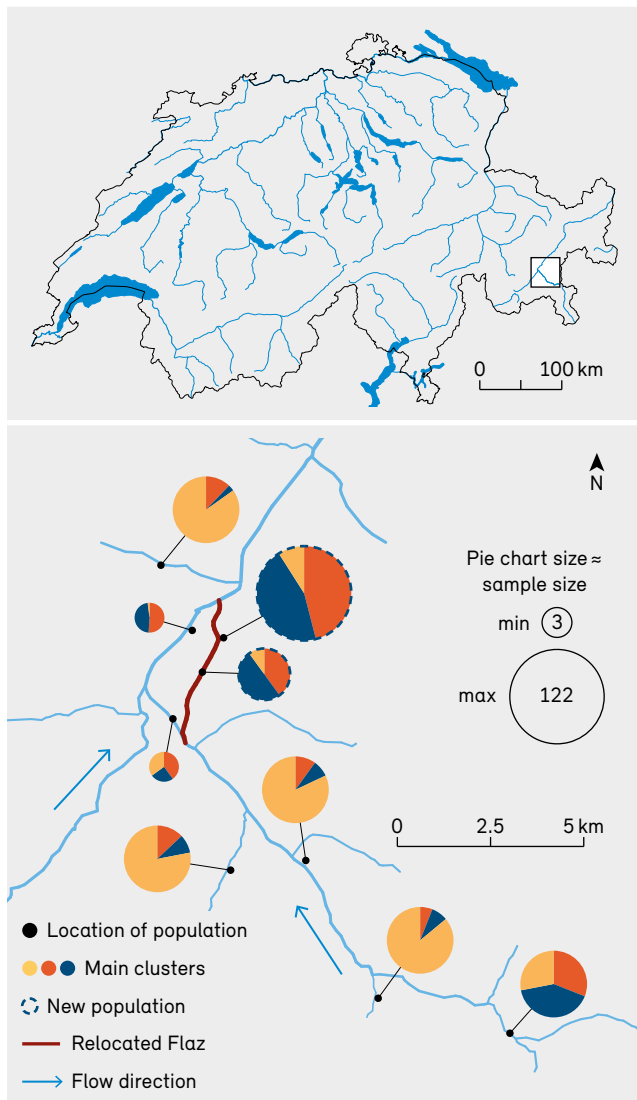 0 100 km
N
Pie chart size ≈
sample size
min 3
max 122
0 2.5 5 km
Location of population
Main clusters
New population
Relocated Flaz
Flow direction